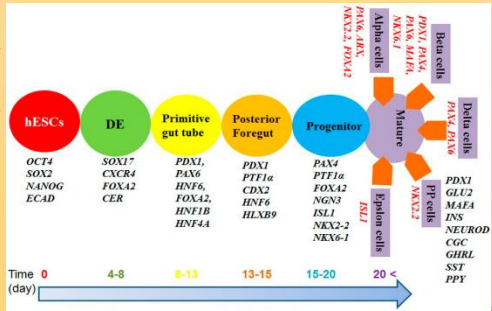 PAX6, ARX,
NKX2.2, FOXA2
Alpha cells
PDX1, PAX4,
PAX6, MAFA,
NKX6.1
Beta cells
Delta cells
PAX4, PAX6
Mature
PP cells
NKX2.2
Epslon cells
ISL1
hESCs
OCT4
SOX2
NANOG
ECAD
DE
SOX17
CXCR4
FOXA2
CER
Primitive
gut tube
PDX1,
PAX6
HNF6,
FOXA2,
HNF1B
HNF4A
Posterior
Foregut
PDX1
PTF1α
CDX2
HNF6
HLXB9
Progenitor
PAX4
PTF1α
FOXA2
NGN3
ISL1
NKX2-2
NKX6-1
PDX1
GLU2
MAFA
INS
NEUROD
CGC
GHRL
SST
PPY
Time
(day)
0
4-8
8-13
13-15
15-20
20 <